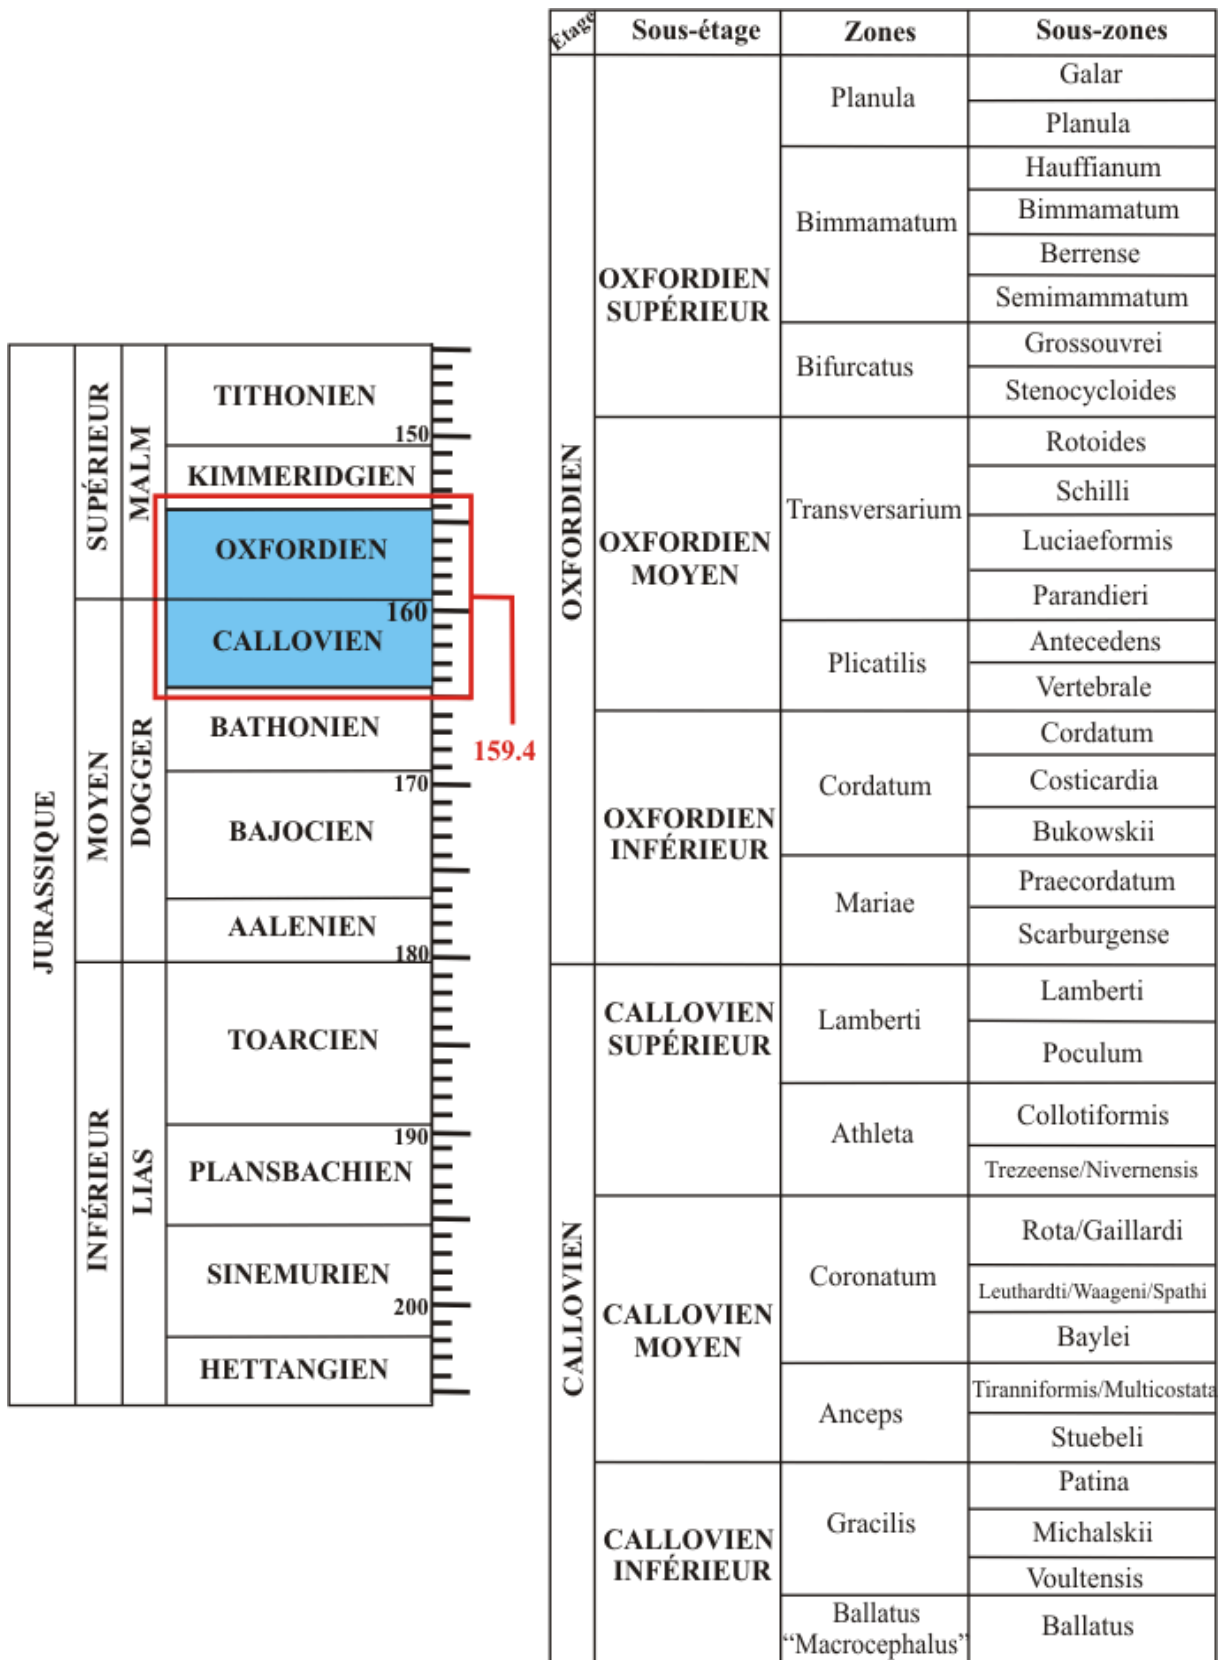 SUPÉRIEUR
MALM
TITHONIEN
150
KIMMERIDGIEN
OXFORDIEN
160
CALLOVIEN
159.4
JURASSIQUE
MOYEN
DOGGER
BATHONIEN
170
BAJOCIEN
AALENIEN
180
INFÉRIEUR
LIAS
TOARCIEN
190
PLANSBACHIEN
SINEMURIEN
200
HETTANGIEN
Etage
Sous-étage
Zones
Sous-zones
OXFORDIEN
OXFORDIEN
SUPÉRIEUR
Planula
Galar
Planula
Bimmamatum
Hauffianum
Bimmamatum
Berrense
Semimammatum
Bifurcatus
Grossouvrei
Stenocycloides
OXFORDIEN
MOYEN
Transversarium
Rotoides
Schilli
Luciaeformis
Parandieri
Plicatilis
Antecedens
Vertebrale
OXFORDIEN
INFÉRIEUR
Cordatum
Cordatum
Costicardia
Bukowskii
Mariae
Praecordatum
Scarburgense
CALLOVIEN
CALLOVIEN
SUPÉRIEUR
Lamberti
Lamberti
Poculum
Athleta
Collotiformis
Trezeense/Nivernensis
CALLOVIEN
MOYEN
Coronatum
Rota/Gaillardi
Leuthardti/Waageni/Spathi
Baylei
Anceps
Tiranniformis/Multicostata
Stuebeli
CALLOVIEN
INFÉRIEUR
Gracilis
Patina
Michalskii
Voultensis
Ballatus
“Macrocephalus”
Ballatus